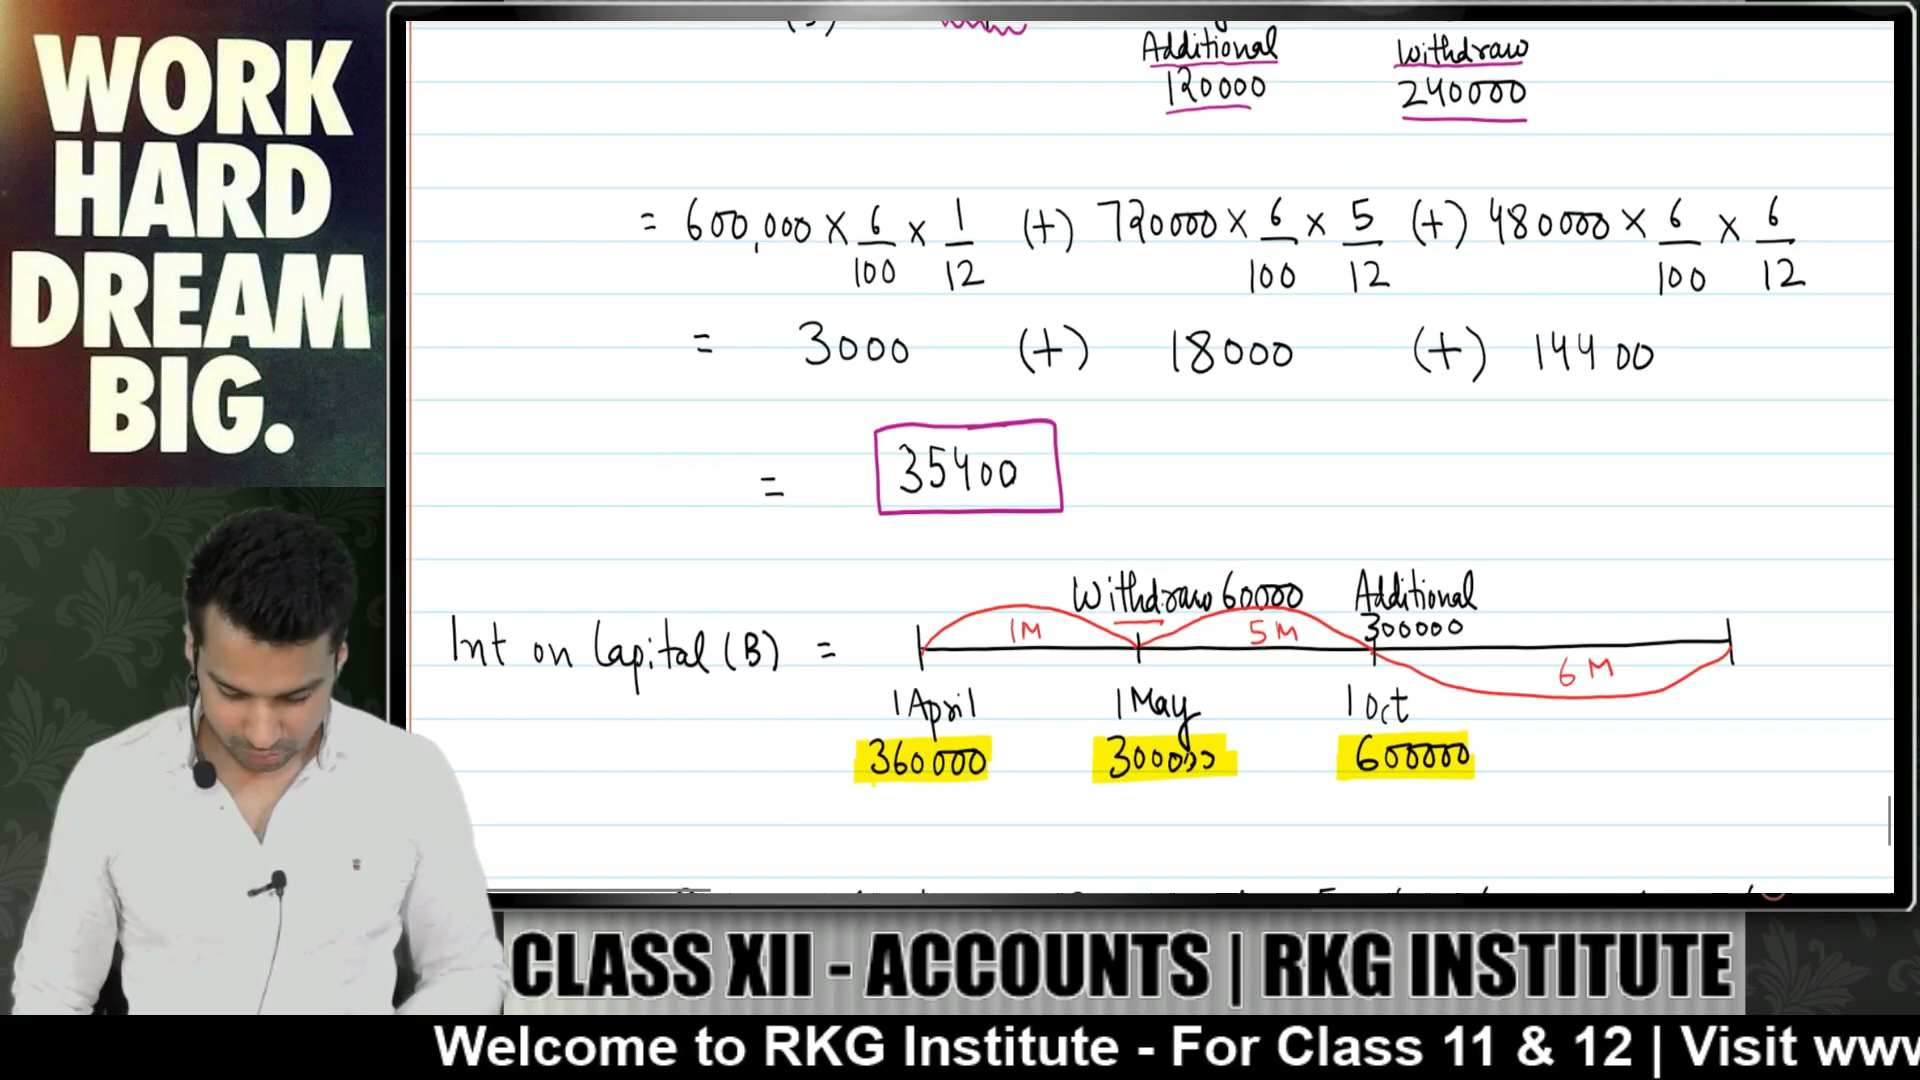 WORK
HARD
DREAM
BIG.
Additional Withdraw
120000 240000
= 600,000 × 6/100 × 1/12 (+) 720000 × 6/100 × 5/12 (+) 480000 × 6/100 × 6/12
= 3000 (+) 18000 (+) 14400
= 35400
Withdraw 60000 Additional
300000
1M 5M 6M
Int on Capital (B) =
1 April 1 May 1 Oct
360000 300000 600000
CLASS XII - ACCOUNTS | RKG INSTITUTE
Welcome to RKG Institute - For Class 11 & 12 | Visit www